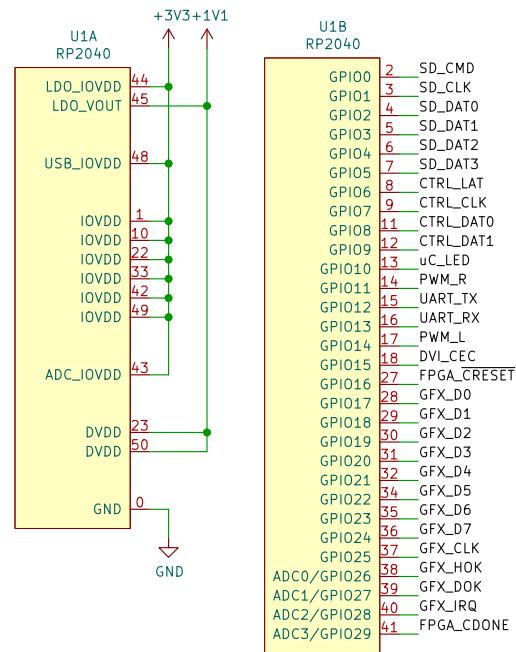 +3V3 +1V1
U1A
RP2040
LDO_IOVDD 44
LDO_VOUT 45
USB_IOVDD 48
IOVDD 1
IOVDD 10
IOVDD 22
IOVDD 33
IOVDD 42
IOVDD 49
ADC_IOVDD 43
DVDD 23
DVDD 50
GND 0
GND
U1B
RP2040
GPIO0 2 SD_CMD
GPIO1 3 SD_CLK
GPIO2 4 SD_DAT0
GPIO3 5 SD_DAT1
GPIO4 6 SD_DAT2
GPIO5 7 SD_DAT3
GPIO6 8 CTRL_LAT
GPIO7 9 CTRL_CLK
GPIO8 11 CTRL_DAT0
GPIO9 12 CTRL_DAT1
GPIO10 13 uC_LED
GPIO11 14 PWM_R
GPIO12 15 UART_TX
GPIO13 16 UART_RX
GPIO14 17 PWM_L
GPIO15 18 DVI_CEC
GPIO16 27 FPGA_CRESET
GPIO17 28 GFX_D0
GPIO18 29 GFX_D1
GPIO19 30 GFX_D2
GPIO20 31 GFX_D3
GPIO21 32 GFX_D4
GPIO22 34 GFX_D5
GPIO23 35 GFX_D6
GPIO24 36 GFX_D7
GPIO25 37 GFX_CLK
ADC0/GPIO26 38 GFX_HOK
ADC1/GPIO27 39 GFX_DOK
ADC2/GPIO28 40 GFX_IRQ
ADC3/GPIO29 41 FPGA_CDONE